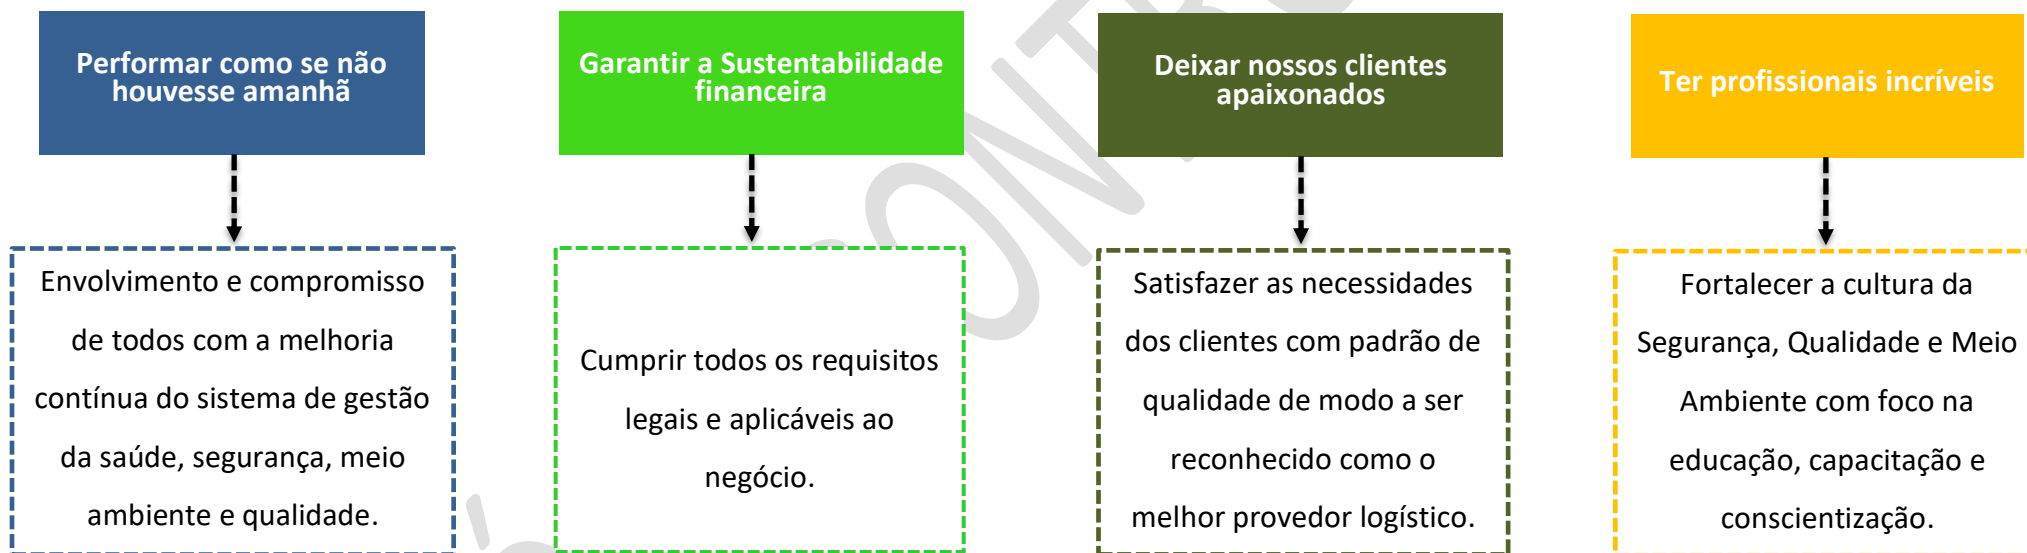 Performar como se não
houvesse amanhã
Envolvimento e compromisso
de todos com a melhoria
contínua do sistema de gestão
da saúde, segurança, meio
ambiente e qualidade.
Garantir a Sustentabilidade
financeira
Cumprir todos os requisitos
legais e aplicáveis ao
negócio.
Deixar nossos clientes
apaixonados
Satisfazer as necessidades
dos clientes com padrão de
qualidade de modo a ser
reconhecido como o
melhor provedor logístico.
Ter profissionais incríveis
Fortalecer a cultura da
Segurança, Qualidade e Meio
Ambiente com foco na
educação, capacitação e
conscientização.